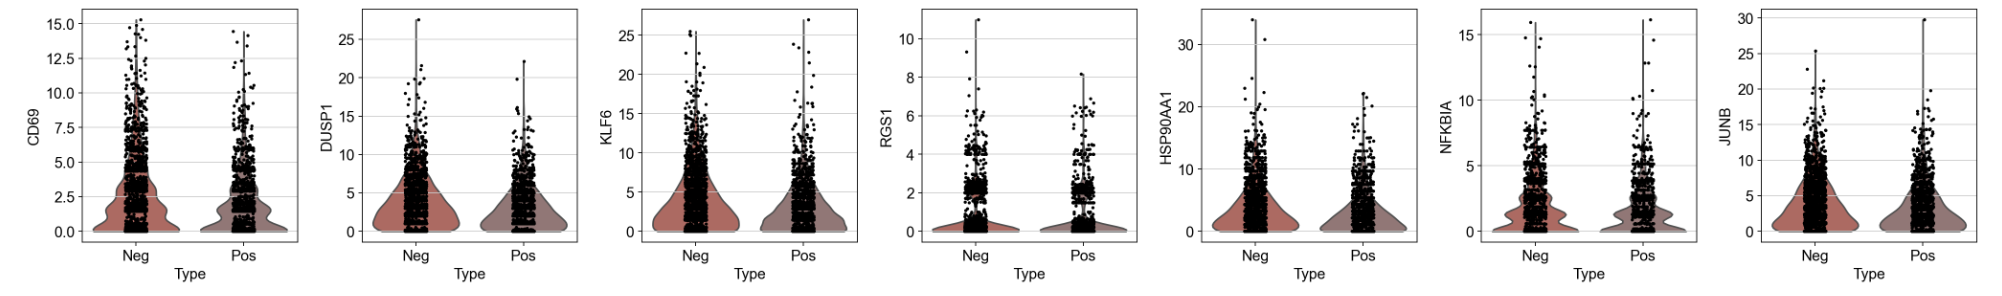 CD69
15.0
12.5
10.0
7.5
5.0
2.5
0.0
Neg
Pos
Type
DUSP1
25
20
15
10
5
0
Neg
Pos
Type
KLF6
25
20
15
10
5
0
Neg
Pos
Type
RGS1
10
8
6
4
2
0
Neg
Pos
Type
HSP90AA1
30
20
10
0
Neg
Pos
Type
NFKBIA
15
10
5
0
Neg
Pos
Type
JUNB
30
25
20
15
10
5
0
Neg
Pos
Type